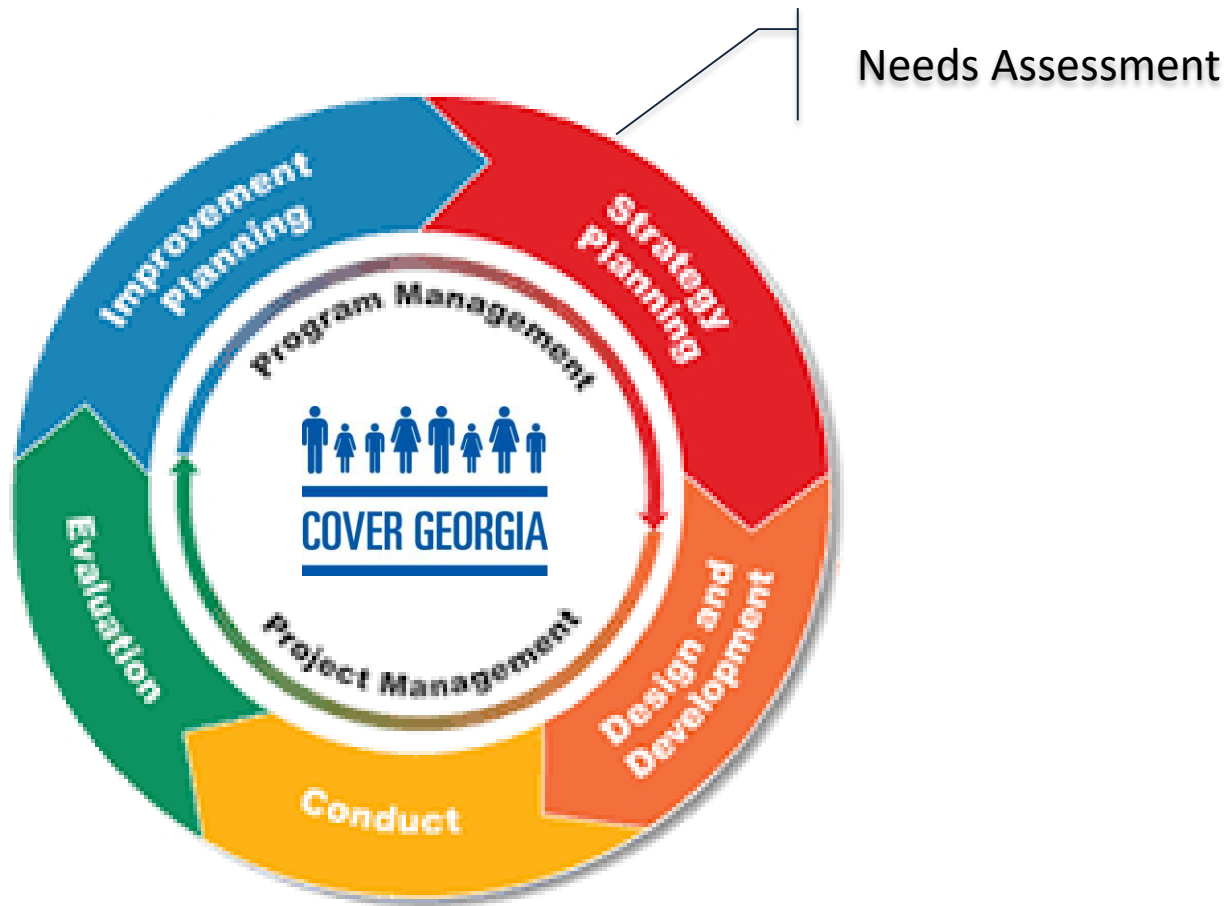 Needs Assessment
Improvement
Planning
Strategy
Planning
Program Management
COVER GEORGIA
Project Management
Evaluation
Design and
Development
Conduct